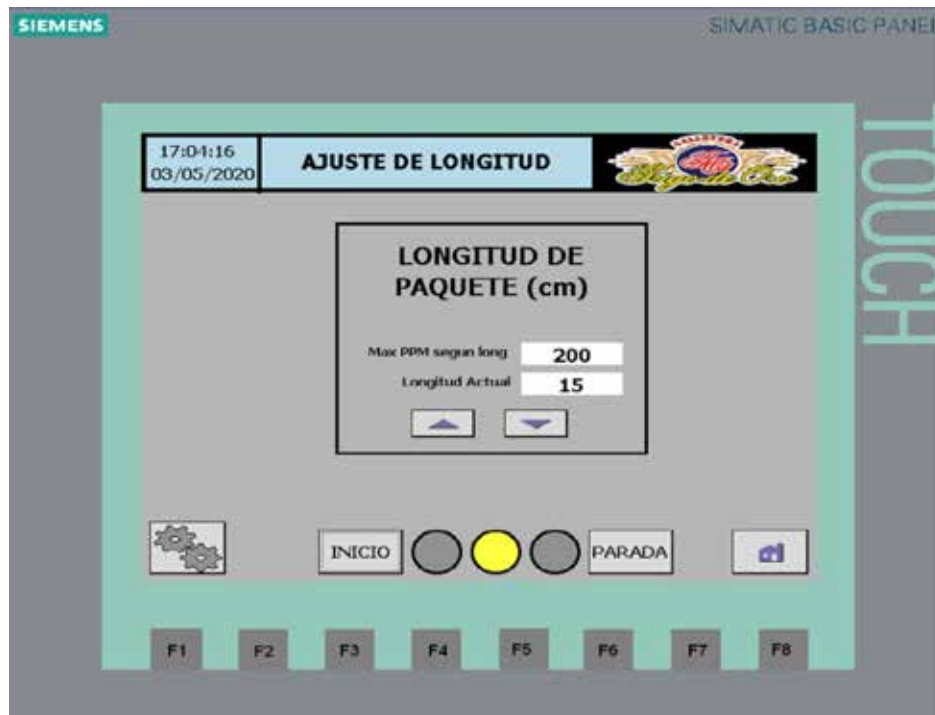 SIEMENS
SIMATIC BASIC PANEL
TOUCH
17:04:16
03/05/2020
AJUSTE DE LONGITUD
LONGITUD DE
PAQUETE (cm)
Max PPM segun long 200
Longitud Actual 15
INICIO
PARADA
F1 F2 F3 F4 F5 F6 F7 F8